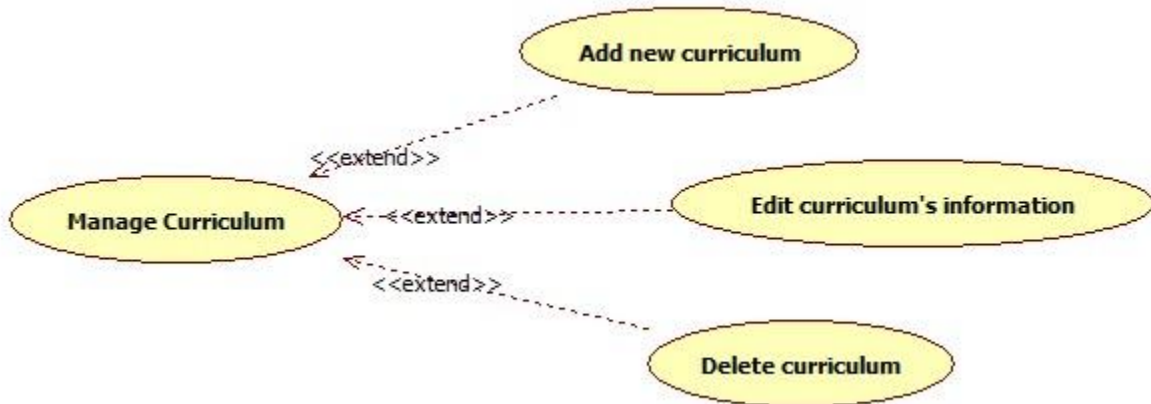 Add new curriculum
<<extend>>
Manage Curriculum
<<extend>>
Edit curriculum's information
<<extend>>
Delete curriculum